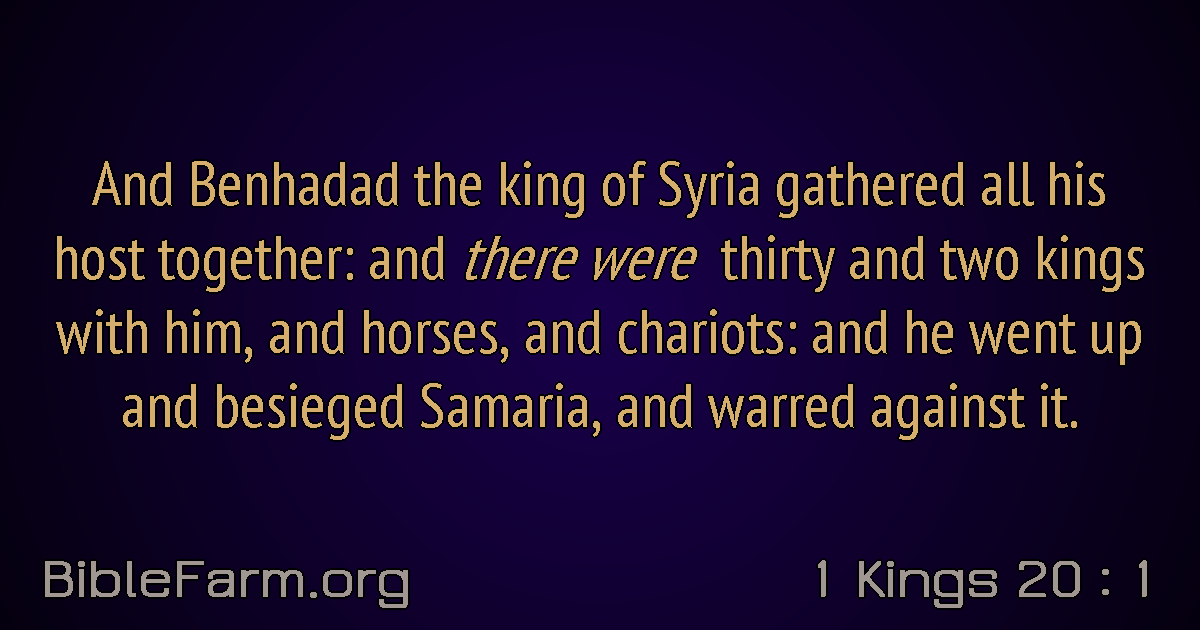 And Benhadad the king of Syria gathered all his
host together: and there were thirty and two kings
with him, and horses, and chariots: and he went up
and besieged Samaria, and warred against it.
BibleFarm.org
1 Kings 20 : 1